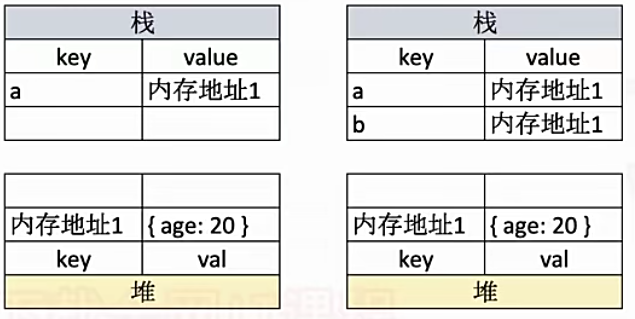 栈
key value
a 内存地址1
内存地址1 { age: 20 }
key val
堆
栈
key value
a 内存地址1
b 内存地址1
内存地址1 { age: 20 }
key val
堆